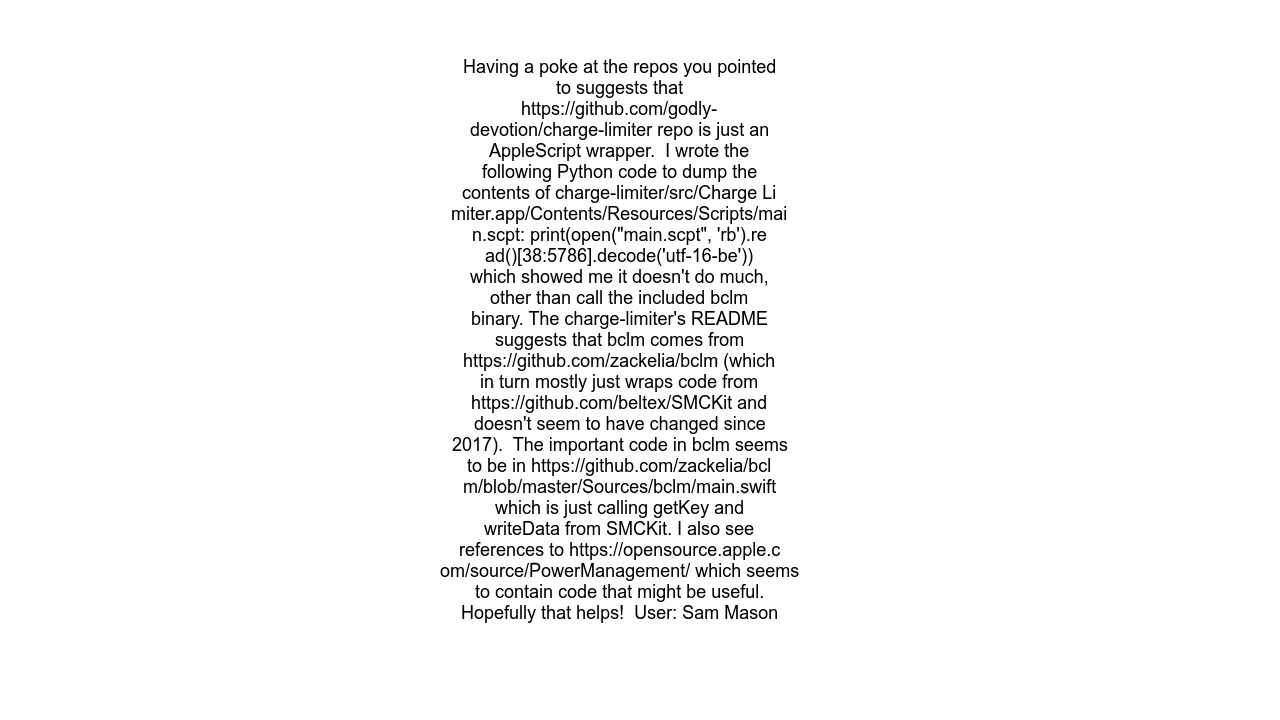 Having a poke at the repos you pointed
to suggests that
https://github.com/godly-
devotion/charge-limiter repo is just an
AppleScript wrapper.  I wrote the
following Python code to dump the
contents of charge-limiter/src/Charge Li
miter.app/Contents/Resources/Scripts/mai
n.scpt: print(open("main.scpt", 'rb').re
ad()[38:5786].decode('utf-16-be'))
which showed me it doesn't do much,
other than call the included bclm
binary. The charge-limiter's README
suggests that bclm comes from
https://github.com/zackelia/bclm (which
in turn mostly just wraps code from
https://github.com/beltex/SMCKit and
doesn't seem to have changed since
2017).  The important code in bclm seems
to be in https://github.com/zackelia/bcl
m/blob/master/Sources/bclm/main.swift
which is just calling getKey and
writeData from SMCKit. I also see
references to https://opensource.apple.c
om/source/PowerManagement/ which seems
to contain code that might be useful.
Hopefully that helps!  User: Sam Mason